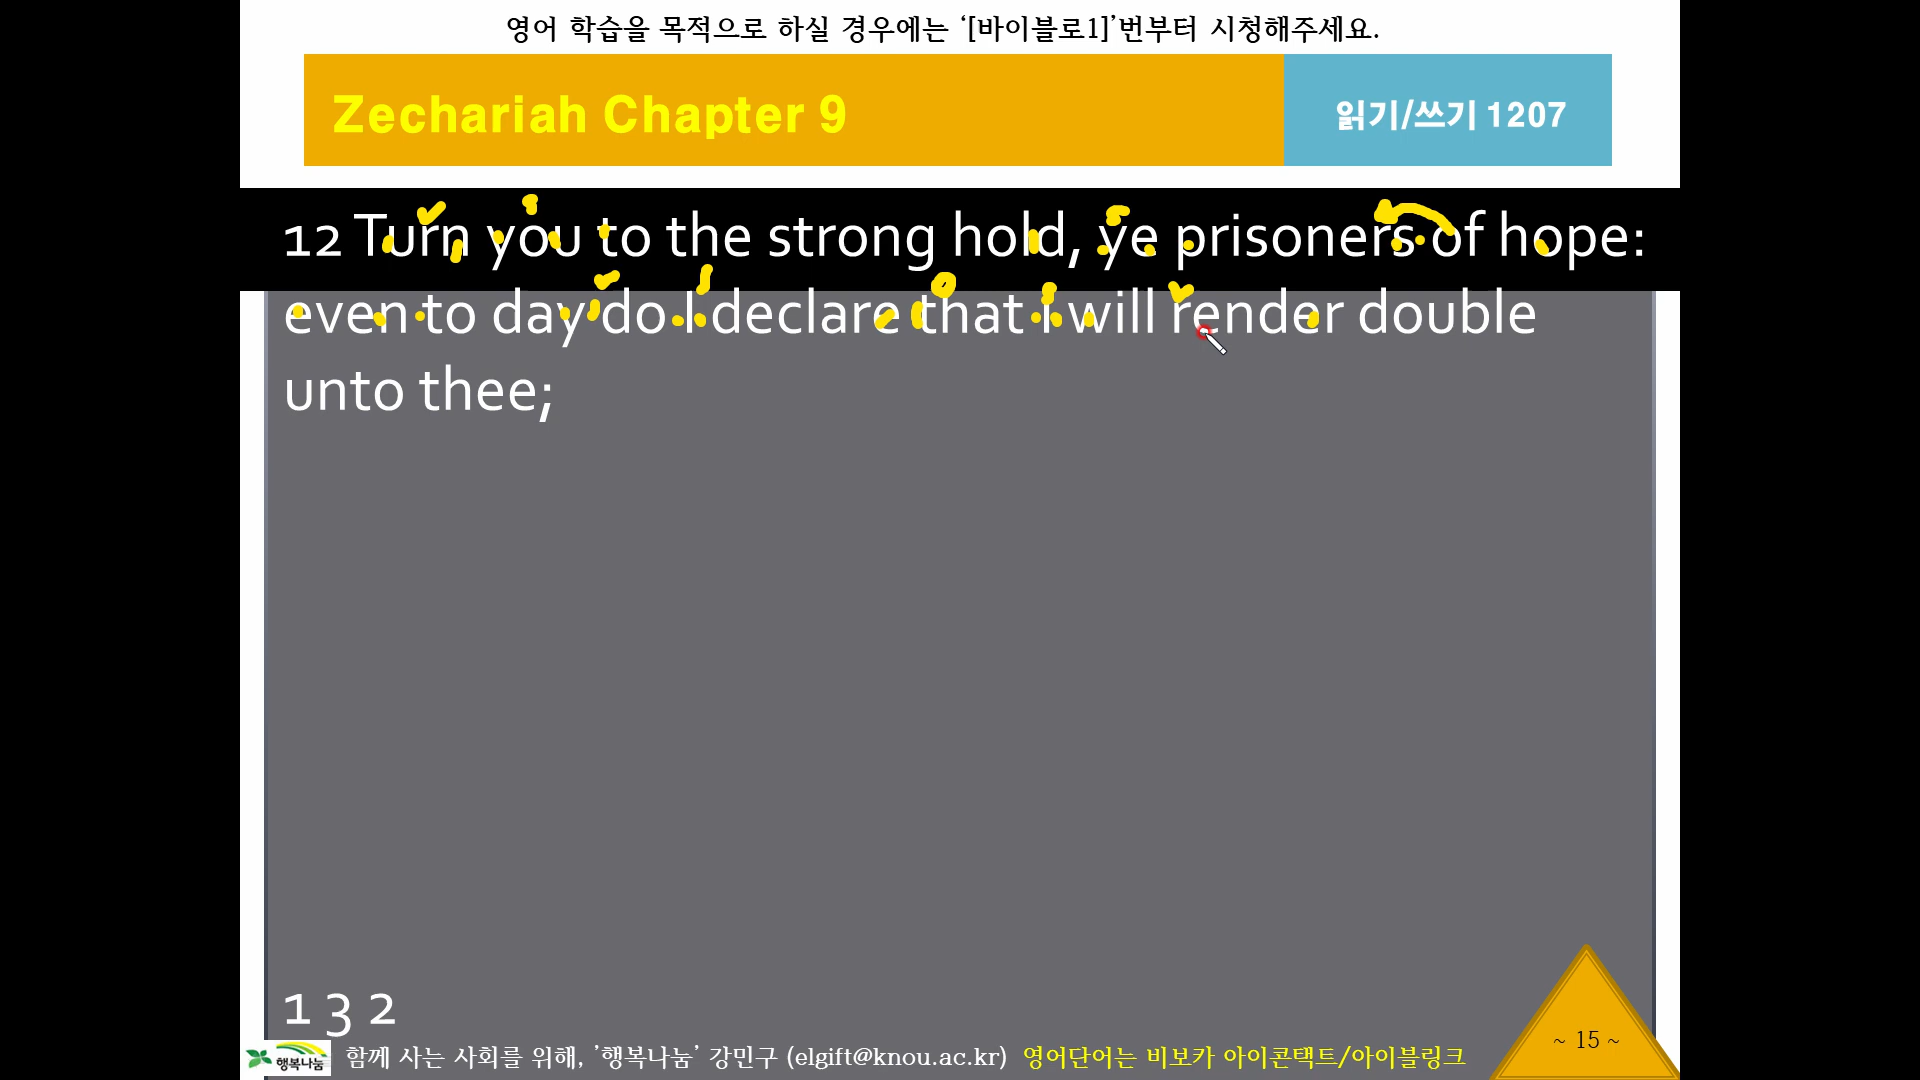 영어 학습을 목적으로 하실 경우에는 ‘[바이블로1]’번부터 시청해주세요.
Zechariah Chapter 9
읽기/쓰기 1207
12 Turn you to the strong hold, ye prisoners of hope:
even to day do I declare that I will render double
unto thee;
1 3 2
~ 15 ~
행복나눔
함께 사는 사회를 위해, ’행복나눔’ 강민구 (elgift@knou.ac.kr) 영어단어는 비보카 아이콘택트/아이블링크